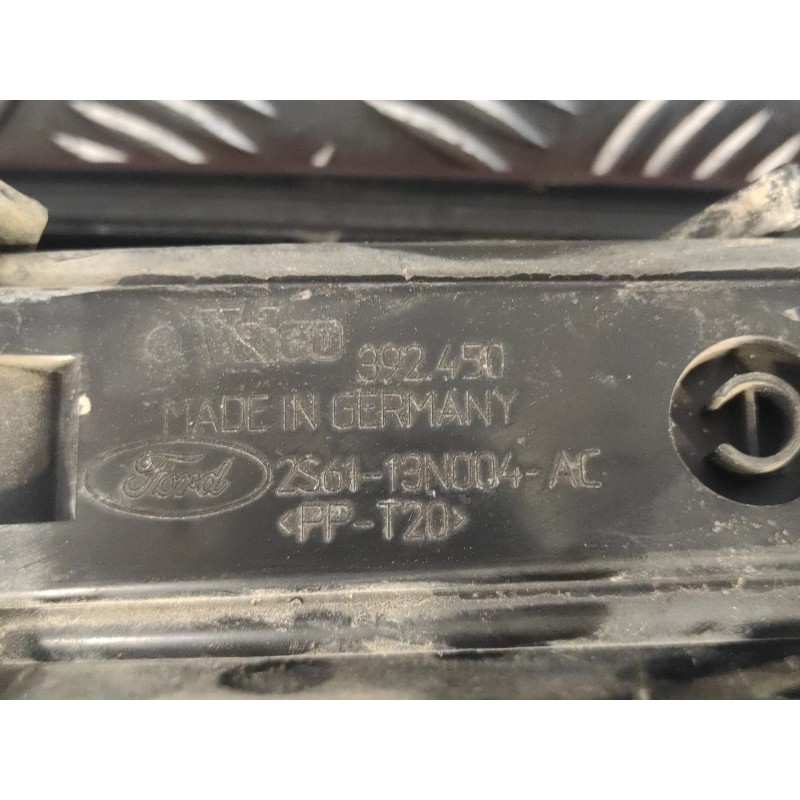 Valeo 392.450
MADE IN GERMANY
Ford 2S61-13N004-AC
<PP-T20>